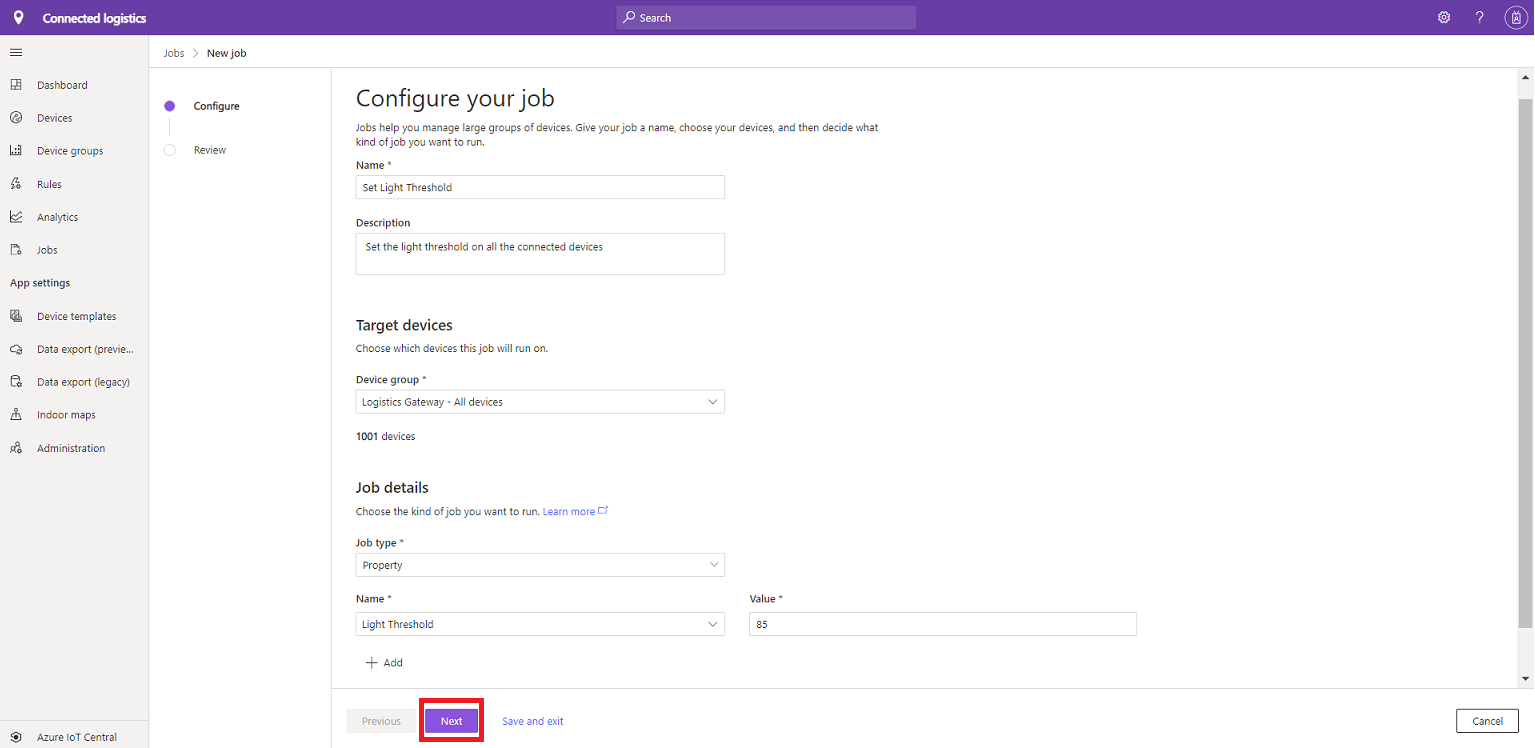 Connected logistics
Search
Jobs > New job
Dashboard
Devices
Device groups
Rules
Analytics
Jobs
App settings
Device templates
Data export (previe...
Data export (legacy)
Indoor maps
Administration
Azure IoT Central
Configure
Review
Configure your job
Jobs help you manage large groups of devices. Give your job a name, choose your devices, and then decide what
kind of job you want to run.
Name *
Set Light Threshold
Description
Set the light threshold on all the connected devices
Target devices
Choose which devices this job will run on.
Device group *
Logistics Gateway - All devices
1001 devices
Job details
Choose the kind of job you want to run. Learn more
Job type *
Property
Name * Value *
Light Threshold 85
+ Add
Previous Next Save and exit Cancel